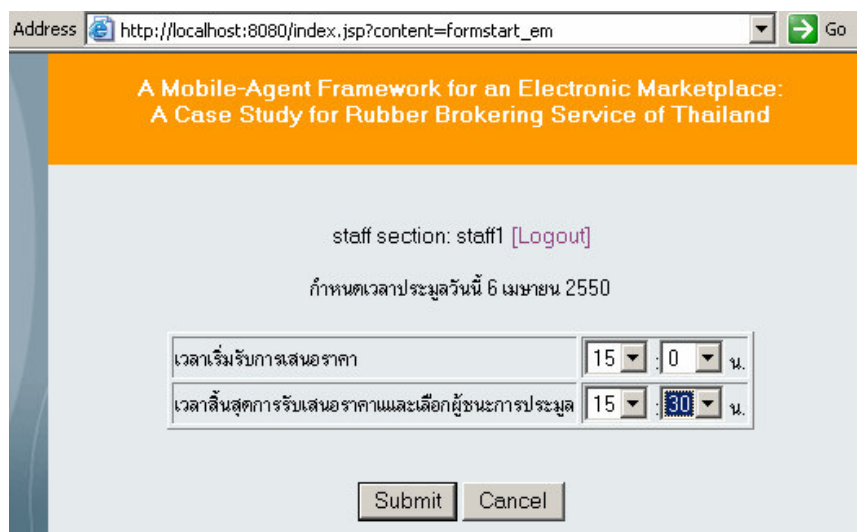 Address http://localhost:8080/index.jsp?content=formstart_em Go
A Mobile-Agent Framework for an Electronic Marketplace:
A Case Study for Rubber Brokering Service of Thailand
staff section: staff1 [Logout]
กำหนดเวลาประมูลวันนี้ 6 เมษายน 2550
เวลาเริ่มรับการเสนอราคา 15 : 0 น.
เวลาสิ้นสุดการรับเสนอราคาและเลือกผู้ชนะการประมูล 15 : 30 น.
Submit Cancel